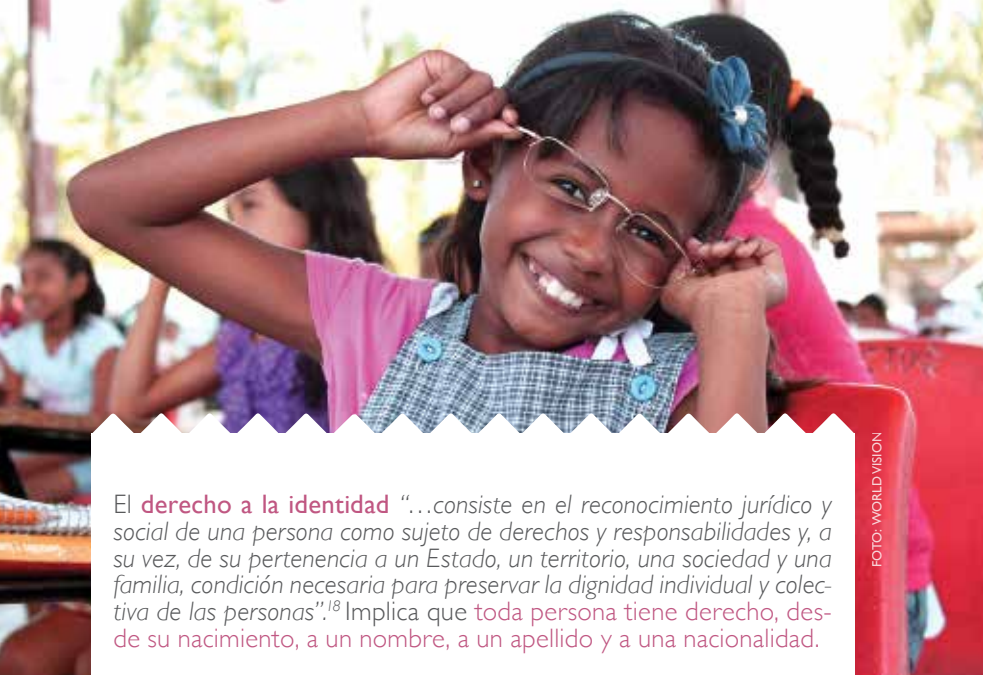 El derecho a la identidad “…consiste en el reconocimiento jurídico y
social de una persona como sujeto de derechos y responsabilidades y, a
su vez, de su pertenencia a un Estado, un territorio, una sociedad y una
familia, condición necesaria para preservar la dignidad individual y colec-
tiva de las personas”.18 Implica que toda persona tiene derecho, des-
de su nacimiento, a un nombre, a un apellido y a una nacionalidad.
FOTO: WORLD VISION